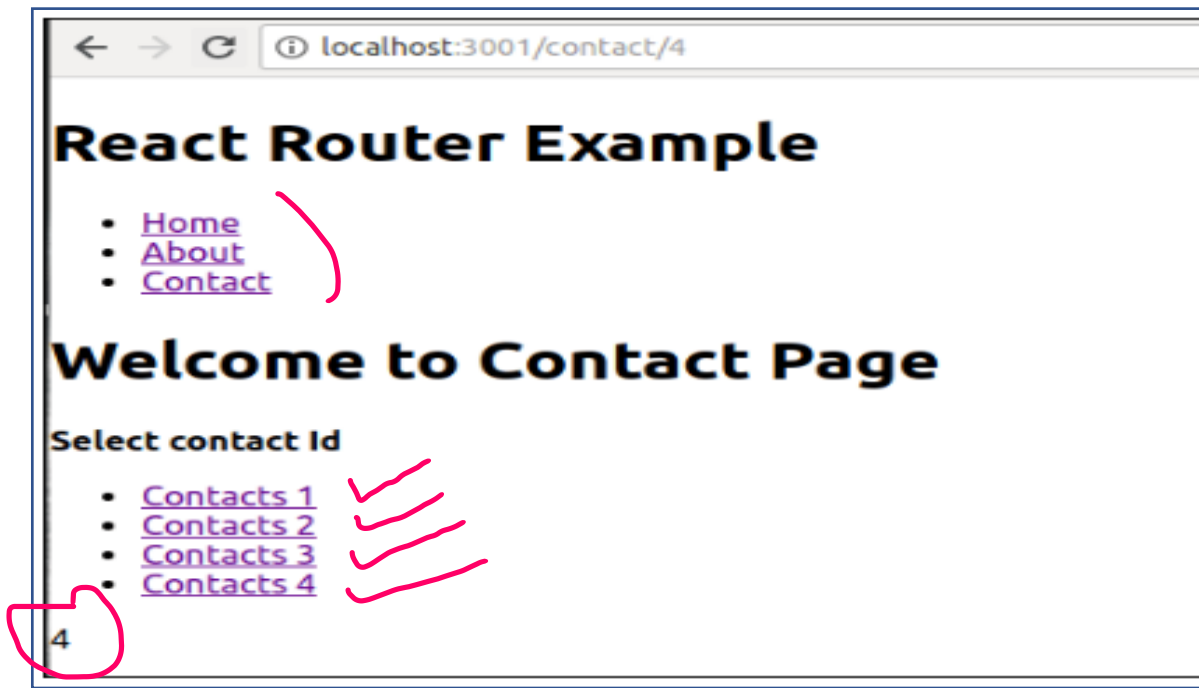 localhost:3001/contact/4
React Router Example
Home
About
Contact
Welcome to Contact Page
Select contact Id
Contacts 1
Contacts 2
Contacts 3
Contacts 4
4